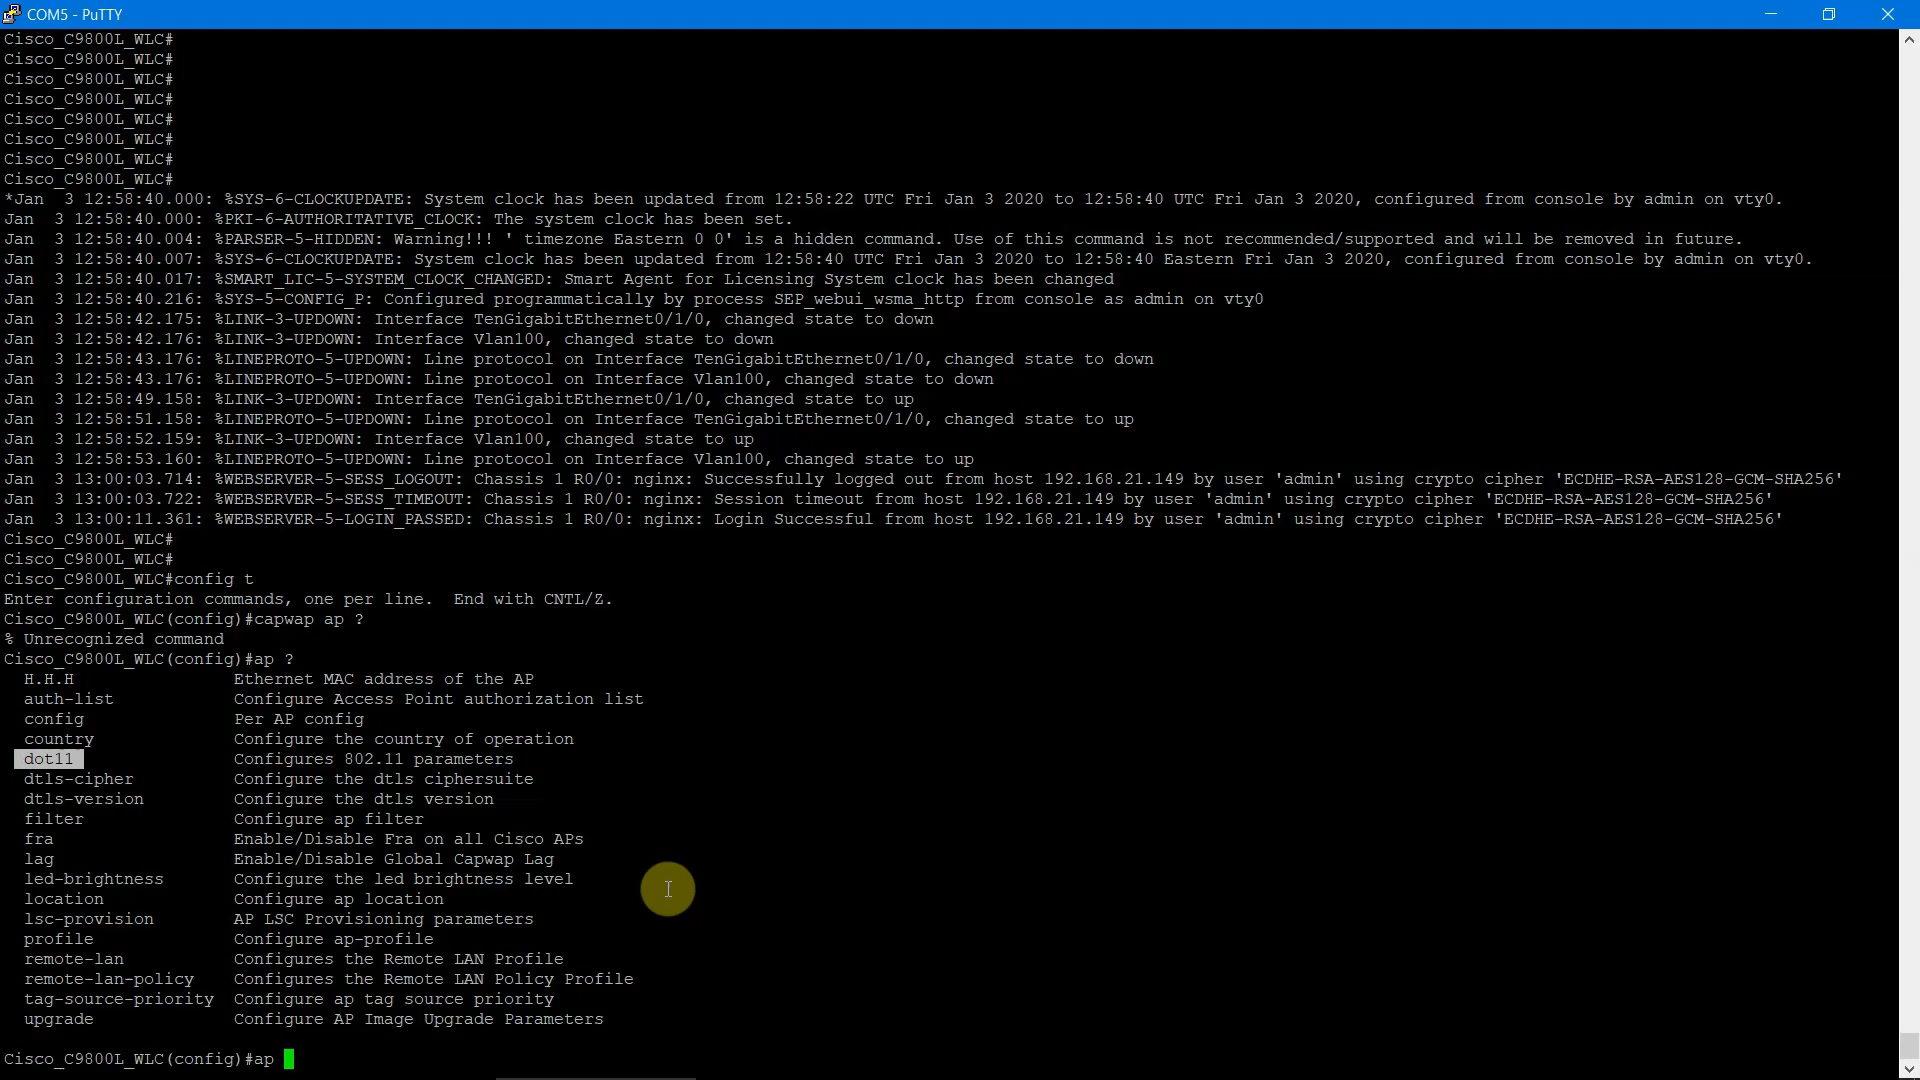 COM5 - PuTTY
Cisco_C9800L_WLC#
Cisco_C9800L_WLC#
Cisco_C9800L_WLC#
Cisco_C9800L_WLC#
Cisco_C9800L_WLC#
Cisco_C9800L_WLC#
Cisco_C9800L_WLC#
Cisco_C9800L_WLC#
*Jan  3 12:58:40.000: %SYS-6-CLOCKUPDATE: System clock has been updated from 12:58:22 UTC Fri Jan 3 2020 to 12:58:40 UTC Fri Jan 3 2020, configured from console by admin on vty0.
Jan  3 12:58:40.000: %PKI-6-AUTHORITATIVE_CLOCK: The system clock has been set.
Jan  3 12:58:40.004: %PARSER-5-HIDDEN: Warning!!! ' timezone Eastern 0 0' is a hidden command. Use of this command is not recommended/supported and will be removed in future.
Jan  3 12:58:40.007: %SYS-6-CLOCKUPDATE: System clock has been updated from 12:58:40 UTC Fri Jan 3 2020 to 12:58:40 Eastern Fri Jan 3 2020, configured from console by admin on vty0.
Jan  3 12:58:40.017: %SMART_LIC-5-SYSTEM_CLOCK_CHANGED: Smart Agent for Licensing System clock has been changed
Jan  3 12:58:40.216: %SYS-5-CONFIG_P: Configured programmatically by process SEP_webui_wsma_http from console as admin on vty0
Jan  3 12:58:42.175: %LINK-3-UPDOWN: Interface TenGigabitEthernet0/1/0, changed state to down
Jan  3 12:58:42.176: %LINK-3-UPDOWN: Interface Vlan100, changed state to down
Jan  3 12:58:43.176: %LINEPROTO-5-UPDOWN: Line protocol on Interface TenGigabitEthernet0/1/0, changed state to down
Jan  3 12:58:43.176: %LINEPROTO-5-UPDOWN: Line protocol on Interface Vlan100, changed state to down
Jan  3 12:58:49.158: %LINK-3-UPDOWN: Interface TenGigabitEthernet0/1/0, changed state to up
Jan  3 12:58:51.158: %LINEPROTO-5-UPDOWN: Line protocol on Interface TenGigabitEthernet0/1/0, changed state to up
Jan  3 12:58:52.159: %LINK-3-UPDOWN: Interface Vlan100, changed state to up
Jan  3 12:58:53.160: %LINEPROTO-5-UPDOWN: Line protocol on Interface Vlan100, changed state to up
Jan  3 13:00:03.714: %WEBSERVER-5-SESS_LOGOUT: Chassis 1 R0/0: nginx: Successfully logged out from host 192.168.21.149 by user 'admin' using crypto cipher 'ECDHE-RSA-AES128-GCM-SHA256'
Jan  3 13:00:03.722: %WEBSERVER-5-SESS_TIMEOUT: Chassis 1 R0/0: nginx: Session timeout from host 192.168.21.149 by user 'admin' using crypto cipher 'ECDHE-RSA-AES128-GCM-SHA256'
Jan  3 13:00:11.361: %WEBSERVER-5-LOGIN_PASSED: Chassis 1 R0/0: nginx: Login Successful from host 192.168.21.149 by user 'admin' using crypto cipher 'ECDHE-RSA-AES128-GCM-SHA256'
Cisco_C9800L_WLC#
Cisco_C9800L_WLC#
Cisco_C9800L_WLC#config t
Enter configuration commands, one per line.  End with CNTL/Z.
Cisco_C9800L_WLC(config)#capwap ap ?
% Unrecognized command
Cisco_C9800L_WLC(config)#ap ?
  H.H.H                Ethernet MAC address of the AP
  auth-list            Configure Access Point authorization list
  config               Per AP config
  country              Configure the country of operation
  dot11                Configures 802.11 parameters
  dtls-cipher          Configure the dtls ciphersuite
  dtls-version         Configure the dtls version
  filter               Configure ap filter
  fra                  Enable/Disable Fra on all Cisco APs
  lag                  Enable/Disable Global Capwap Lag
  led-brightness       Configure the led brightness level
  location             Configure ap location
  lsc-provision        AP LSC Provisioning parameters
  profile              Configure ap-profile
  remote-lan           Configures the Remote LAN Profile
  remote-lan-policy    Configures the Remote LAN Policy Profile
  tag-source-priority  Configure ap tag source priority
  upgrade              Configure AP Image Upgrade Parameters
Cisco_C9800L_WLC(config)#ap